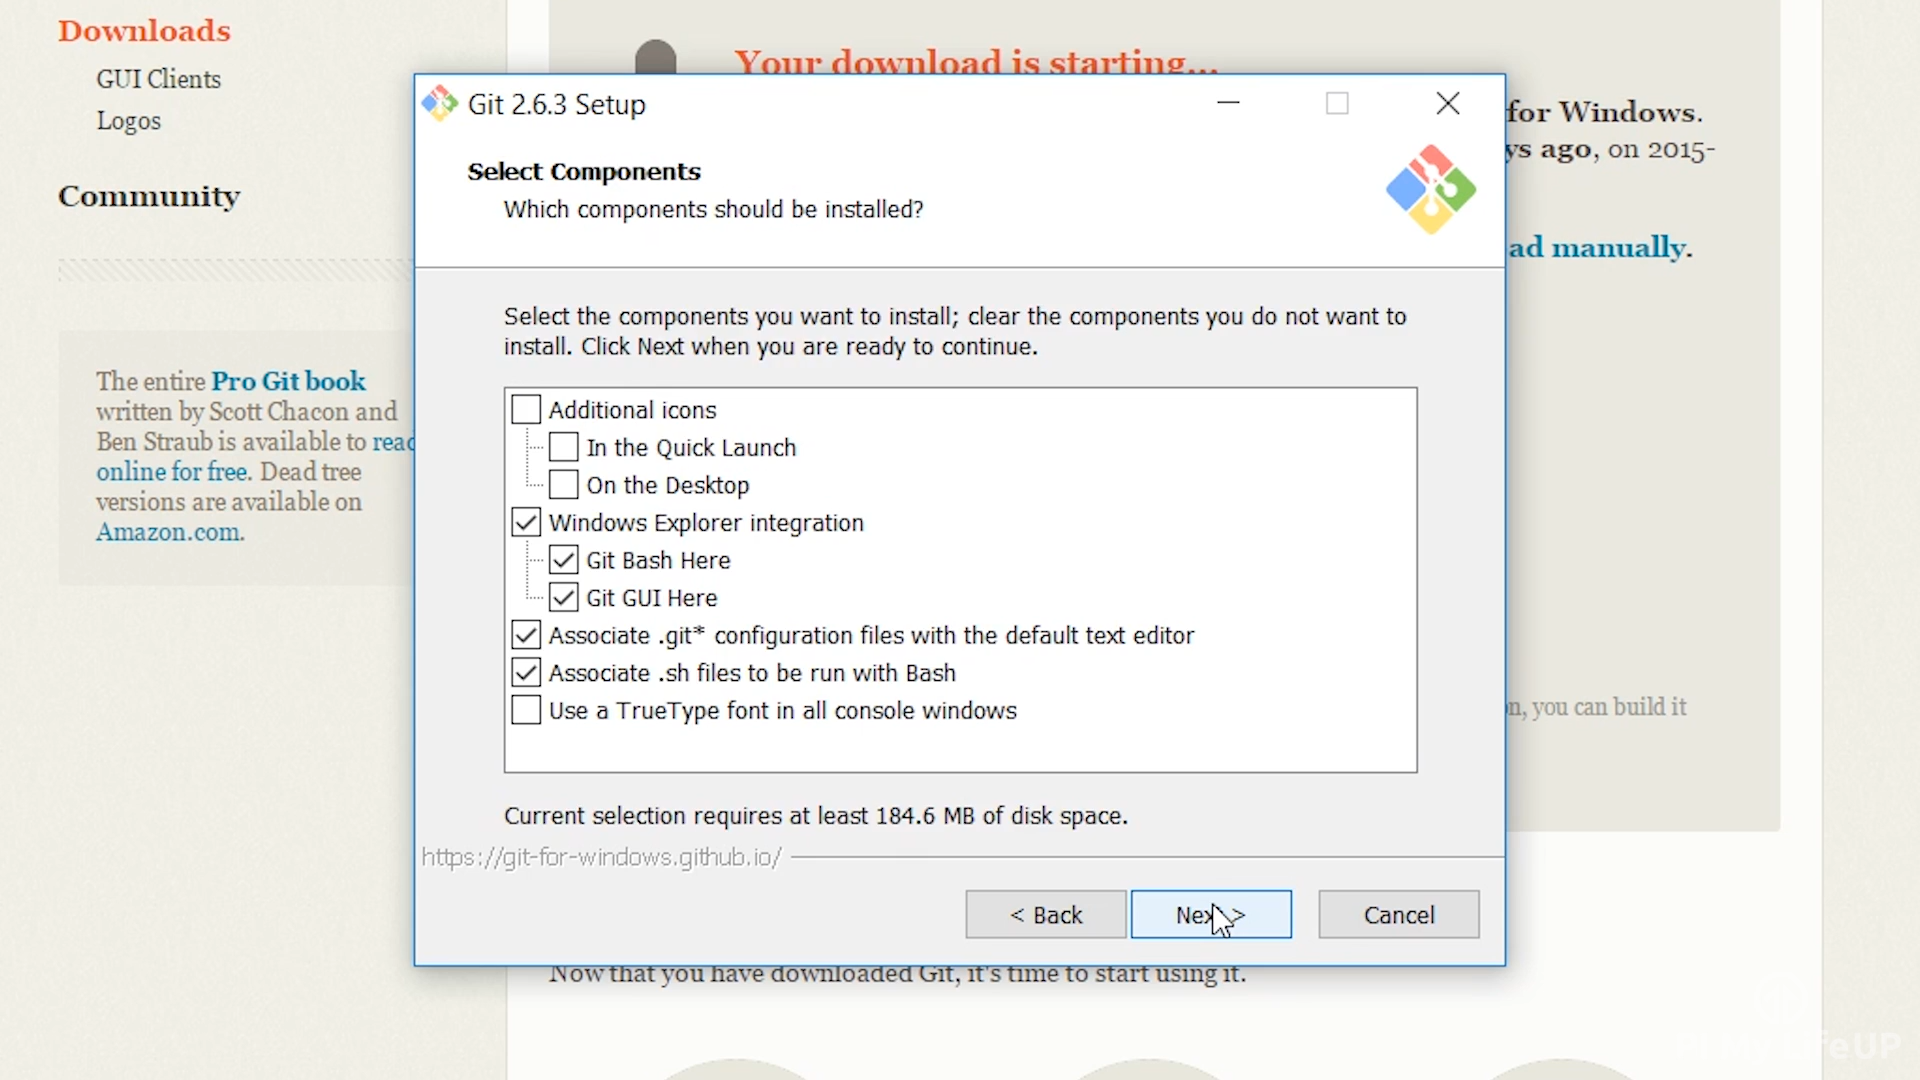 Downloads
GUI Clients
Logos
Community
The entire Pro Git book
written by Scott Chacon and
Ben Straub is available to read
online for free. Dead tree
versions are available on
Amazon.com.
Your download is starting...
for Windows.
ys ago, on 2015-
ad manually.
n, you can build it
Git 2.6.3 Setup
Select Components
Which components should be installed?
Select the components you want to install; clear the components you do not want to
install. Click Next when you are ready to continue.
Additional icons
In the Quick Launch
On the Desktop
Windows Explorer integration
Git Bash Here
Git GUI Here
Associate .git* configuration files with the default text editor
Associate .sh files to be run with Bash
Use a TrueType font in all console windows
Current selection requires at least 184.6 MB of disk space.
https://git-for-windows.github.io/
< Back
Next >
Cancel
Now that you have downloaded Git, it's time to start using it.